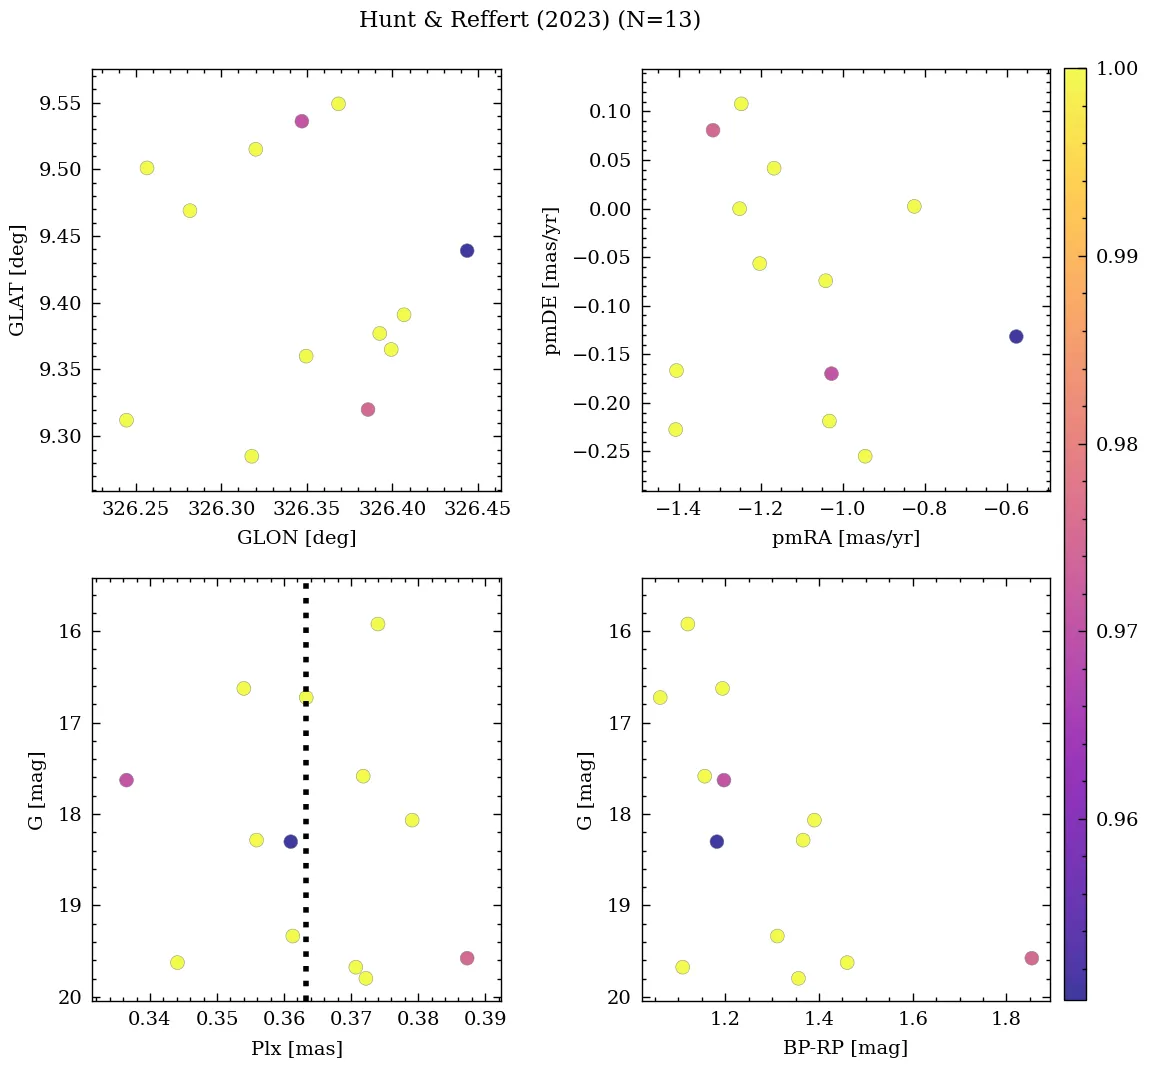 Hunt & Reffert (2023) (N=13)
9.55
9.50
9.45
9.40
9.35
9.30
GLAT [deg]
326.25 326.30 326.35 326.40 326.45
GLON [deg]
0.10
0.05
0.00
−0.05
−0.10
−0.15
−0.20
−0.25
pmDE [mas/yr]
−1.4 −1.2 −1.0 −0.8 −0.6
pmRA [mas/yr]
16
17
18
19
20
G [mag]
0.34 0.35 0.36 0.37 0.38 0.39
Plx [mas]
16
17
18
19
20
G [mag]
1.2 1.4 1.6 1.8
BP-RP [mag]
1.00
0.99
0.98
0.97
0.96